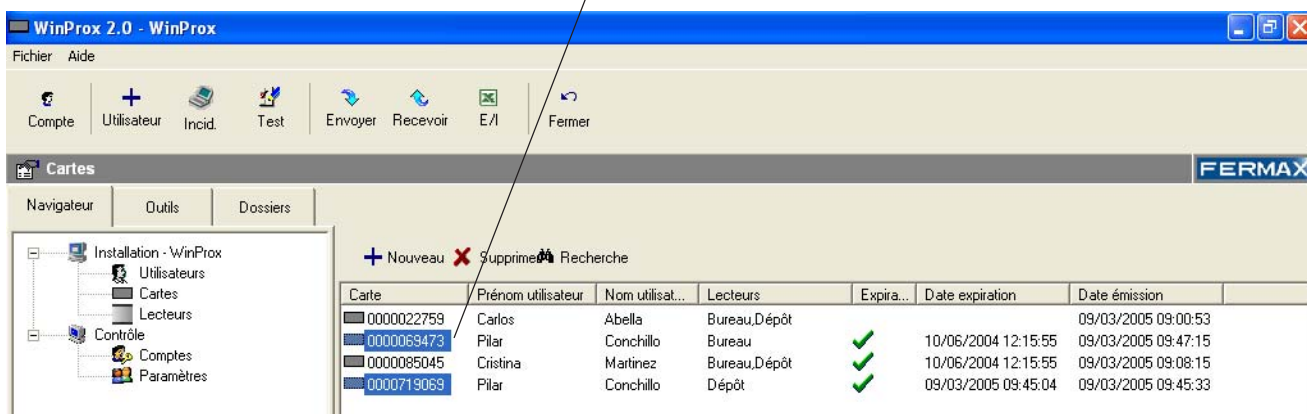 WinProx 2.0 - WinProx
Fichier Aide
Compte Utilisateur Incid. Test Envoyer Recevoir E/I Fermer
Cartes FERMAX
Navigateur Outils Dossiers
Installation - WinProx
Utilisateurs
Cartes
Lecteurs
Contrôle
Comptes
Paramètres
Nouveau Supprimer Recherche
Carte Prénom utilisateur Nom utilisat... Lecteurs Expira... Date expiration Date émission
0000022759 Carlos Abella Bureau,Dépôt 09/03/2005 09:00:53
0000069473 Pilar Conchillo Bureau 10/06/2004 12:15:55 09/03/2005 09:47:15
0000085045 Cristina Martinez Bureau,Dépôt 10/06/2004 12:15:55 09/03/2005 09:08:15
0000719069 Pilar Conchillo Dépôt 09/03/2005 09:45:04 09/03/2005 09:45:33